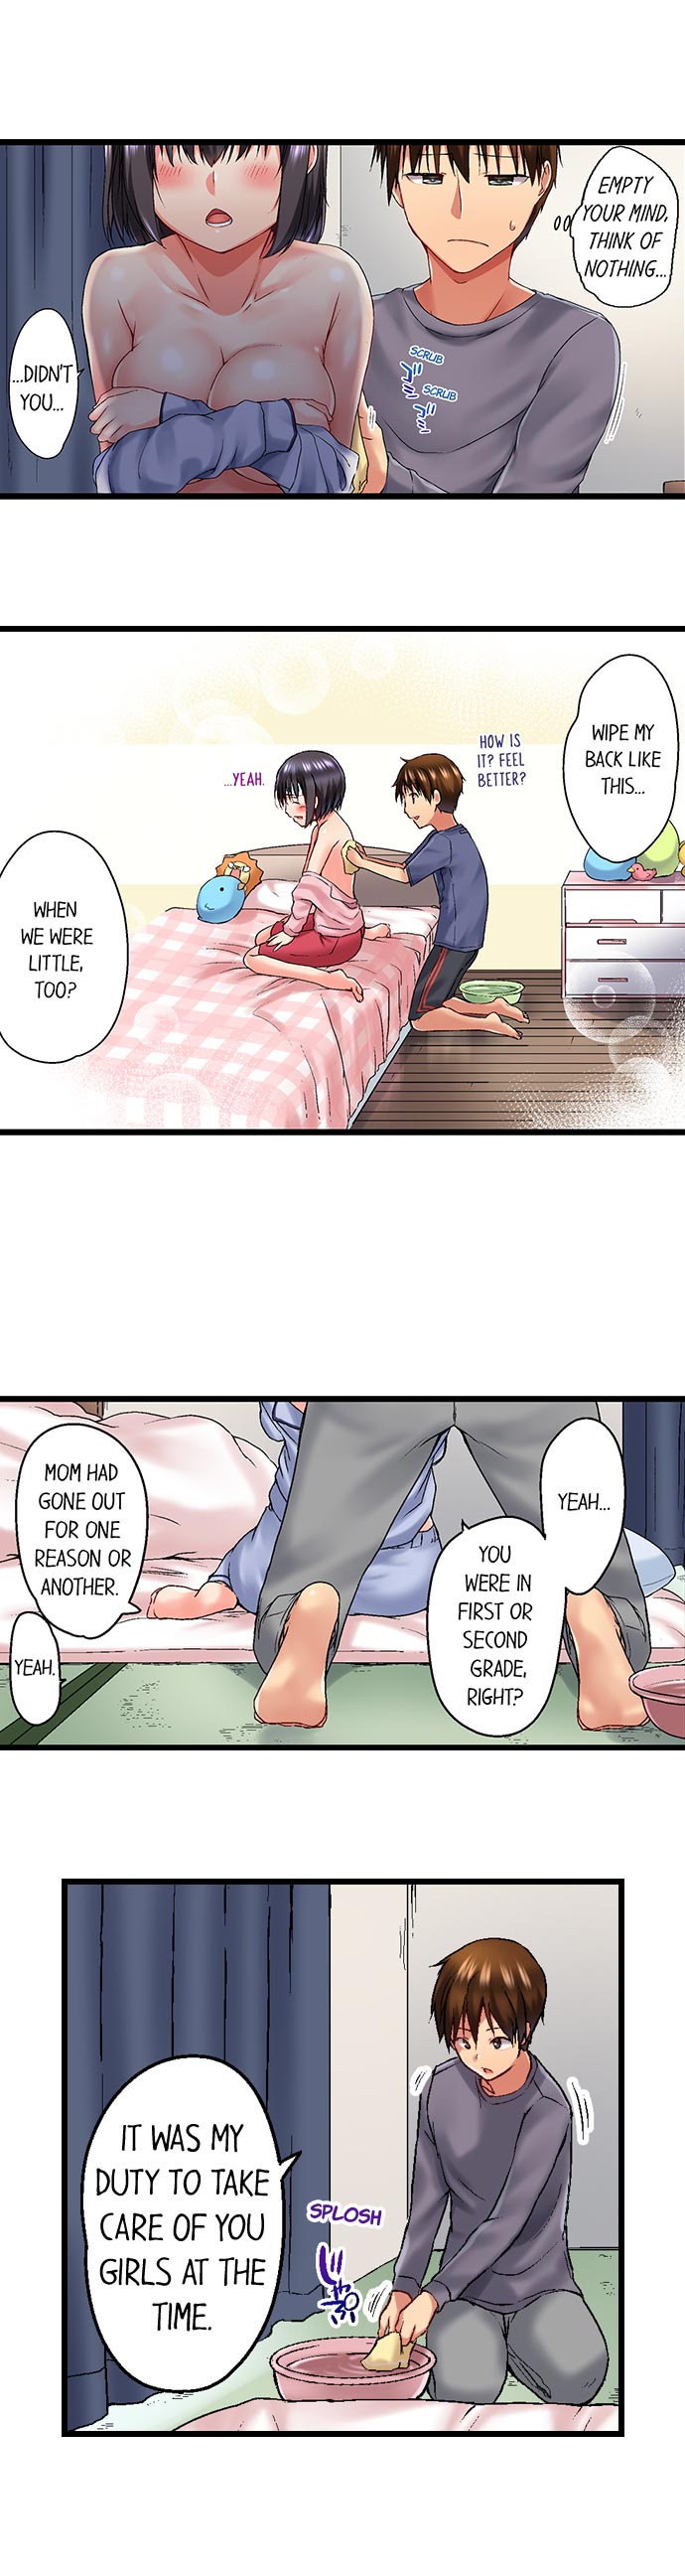 EMPTY
YOUR MIND,
THINK OF
NOTHING...
SCRUB
SCRUB
...DIDN'T
YOU...
WIPE MY
BACK LIKE
THIS...
HOW IS
IT? FEEL
BETTER?
...YEAH.
WHEN
WE WERE
LITTLE,
TOO?
YEAH...
YOU
WERE IN
FIRST OR
SECOND
GRADE,
RIGHT?
MOM HAD
GONE OUT
FOR ONE
REASON OR
ANOTHER.
YEAH.
IT WAS MY
DUTY TO TAKE
CARE OF YOU
GIRLS AT THE
TIME.
SPLOSH